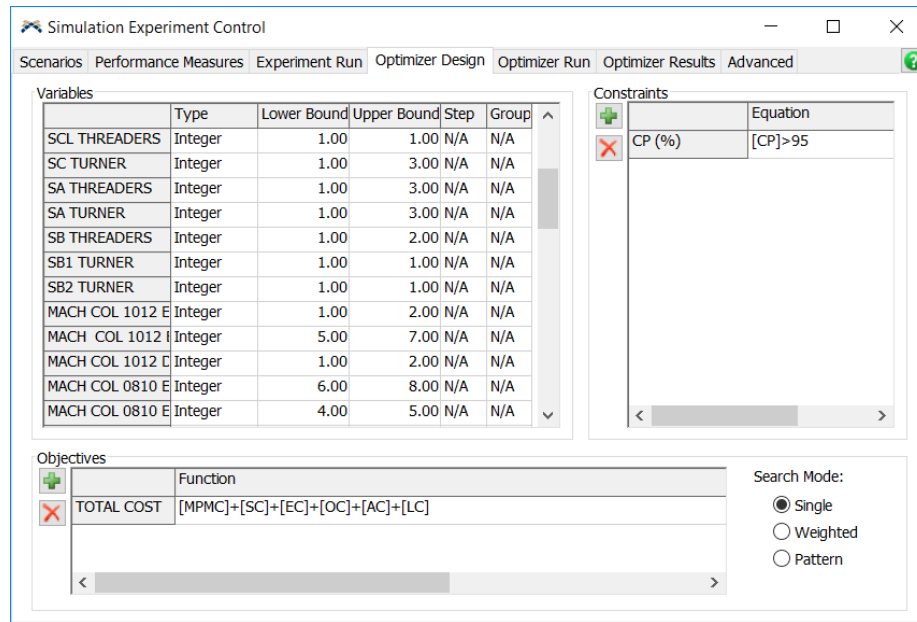 Simulation Experiment Control
Scenarios Performance Measures Experiment Run Optimizer Design Optimizer Run Optimizer Results Advanced
Variables
Type Lower Bound Upper Bound Step Group
SCL THREADERS Integer 1.00 1.00 N/A N/A
SC TURNER Integer 1.00 3.00 N/A N/A
SA THREADERS Integer 1.00 3.00 N/A N/A
SA TURNER Integer 1.00 3.00 N/A N/A
SB THREADERS Integer 1.00 2.00 N/A N/A
SB1 TURNER Integer 1.00 1.00 N/A N/A
SB2 TURNER Integer 1.00 1.00 N/A N/A
MACH COL 1012 E Integer 1.00 2.00 N/A N/A
MACH COL 1012 Integer 5.00 7.00 N/A N/A
MACH COL 1012 Integer 1.00 2.00 N/A N/A
MACH COL 0810 E Integer 6.00 8.00 N/A N/A
MACH COL 0810 E Integer 4.00 5.00 N/A N/A
Constraints
Equation
CP (%) [CP]>95
Objectives
Function
TOTAL COST [MPMC]+[SC]+[EC]+[OC]+[AC]+[LC]
Search Mode:
Single
Weighted
Pattern